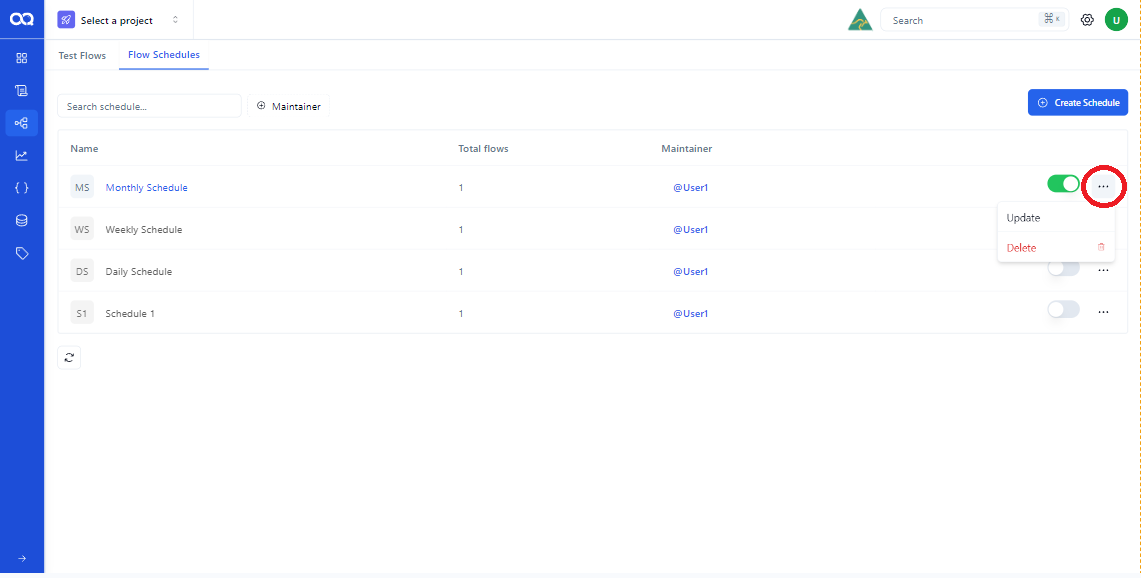 Select a project
Search
⌘ K
U
Test Flows
Flow Schedules
Search schedule...
Maintainer
Create Schedule
Name Total flows Maintainer
MS Monthly Schedule 1 @User1
Update
WS Weekly Schedule 1 @User1
Delete
DS Daily Schedule 1 @User1
S1 Schedule 1 1 @User1